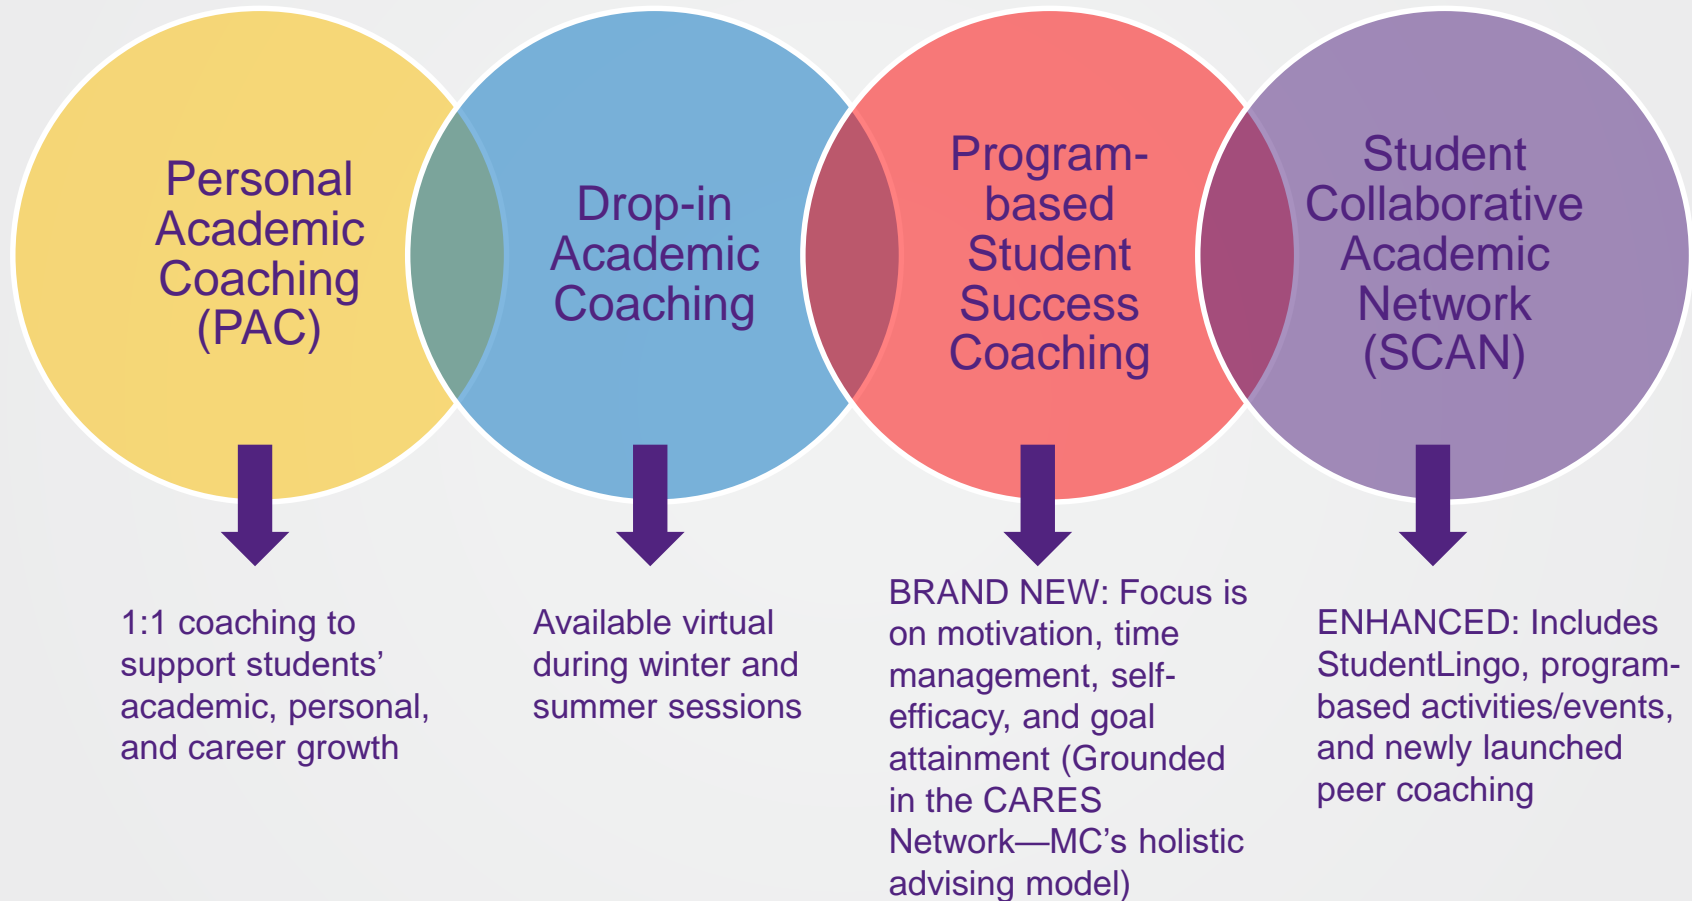 Personal
Academic
Coaching
(PAC)
Drop-in
Academic
Coaching
Program-
based
Student
Success
Coaching
Student
Collaborative
Academic
Network
(SCAN)
1:1 coaching to
support students’
academic, personal,
and career growth
Available virtual
during winter and
summer sessions
BRAND NEW: Focus is
on motivation, time
management, self-
efficacy, and goal
attainment (Grounded
in the CARES
Network—MC’s holistic
advising model)
ENHANCED: Includes
StudentLingo, program-
based activities/events,
and newly launched
peer coaching